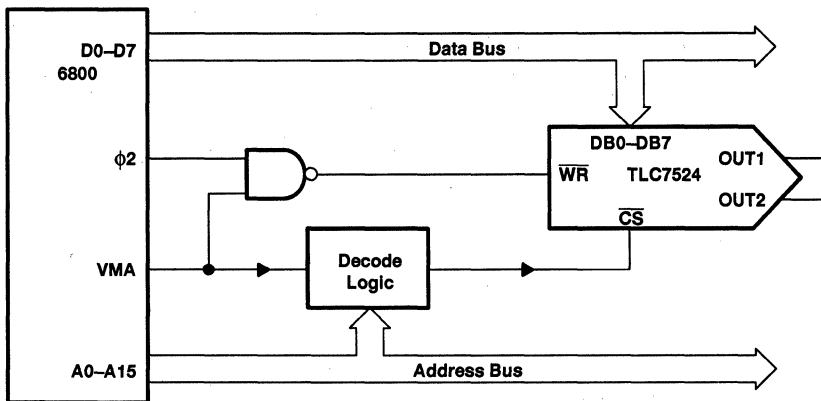 D0–D7
6800
Data Bus
ϕ2
DB0–DB7
OUT1
WR
TLC7524
OUT2
CS
VMA
Decode
Logic
A0–A15
Address Bus